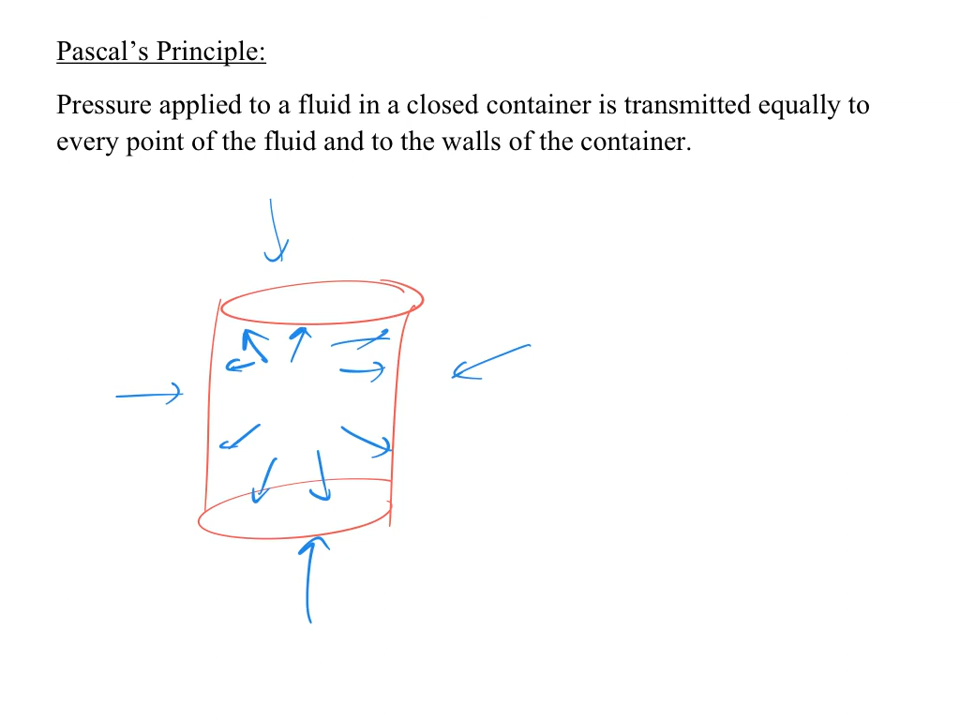 Pascal’s Principle:
Pressure applied to a fluid in a closed container is transmitted equally to
every point of the fluid and to the walls of the container.